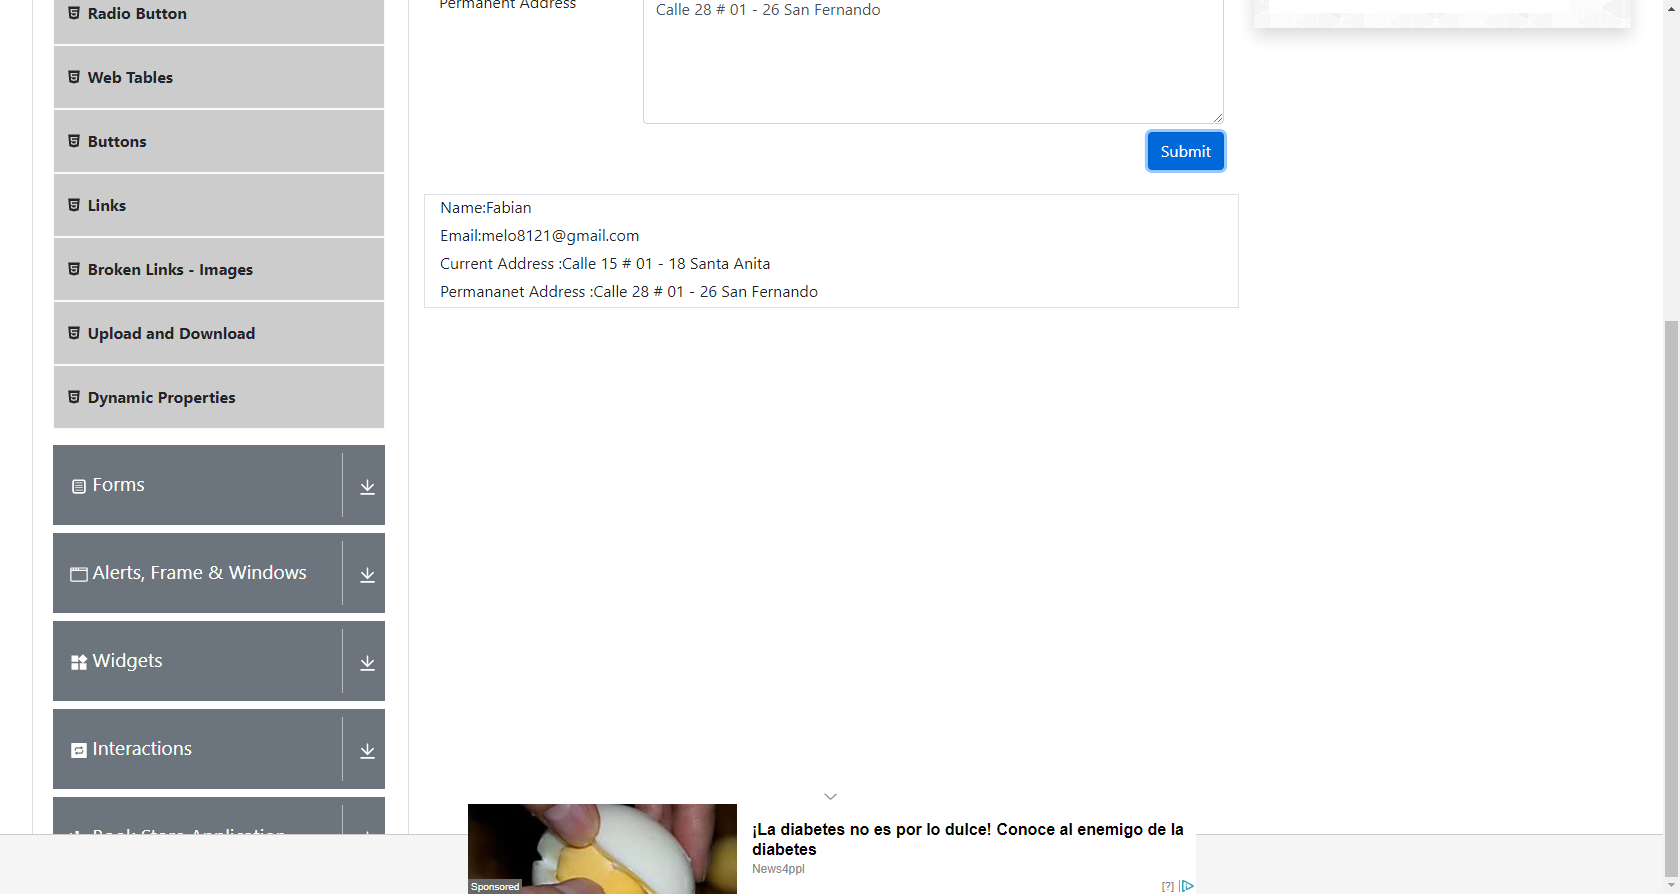 Radio Button
Web Tables
Buttons
Links
Broken Links - Images
Upload and Download
Dynamic Properties
Forms
Alerts, Frame & Windows
Widgets
Interactions
Book Store Application
Permanent Address
Calle 28 # 01 - 26 San Fernando
Submit
Name:Fabian
Email:melo8121@gmail.com
Current Address :Calle 15 # 01 - 18 Santa Anita
Permananet Address :Calle 28 # 01 - 26 San Fernando
¡La diabetes no es por lo dulce! Conoce al enemigo de la
diabetes
News4ppl
Sponsored
[?]